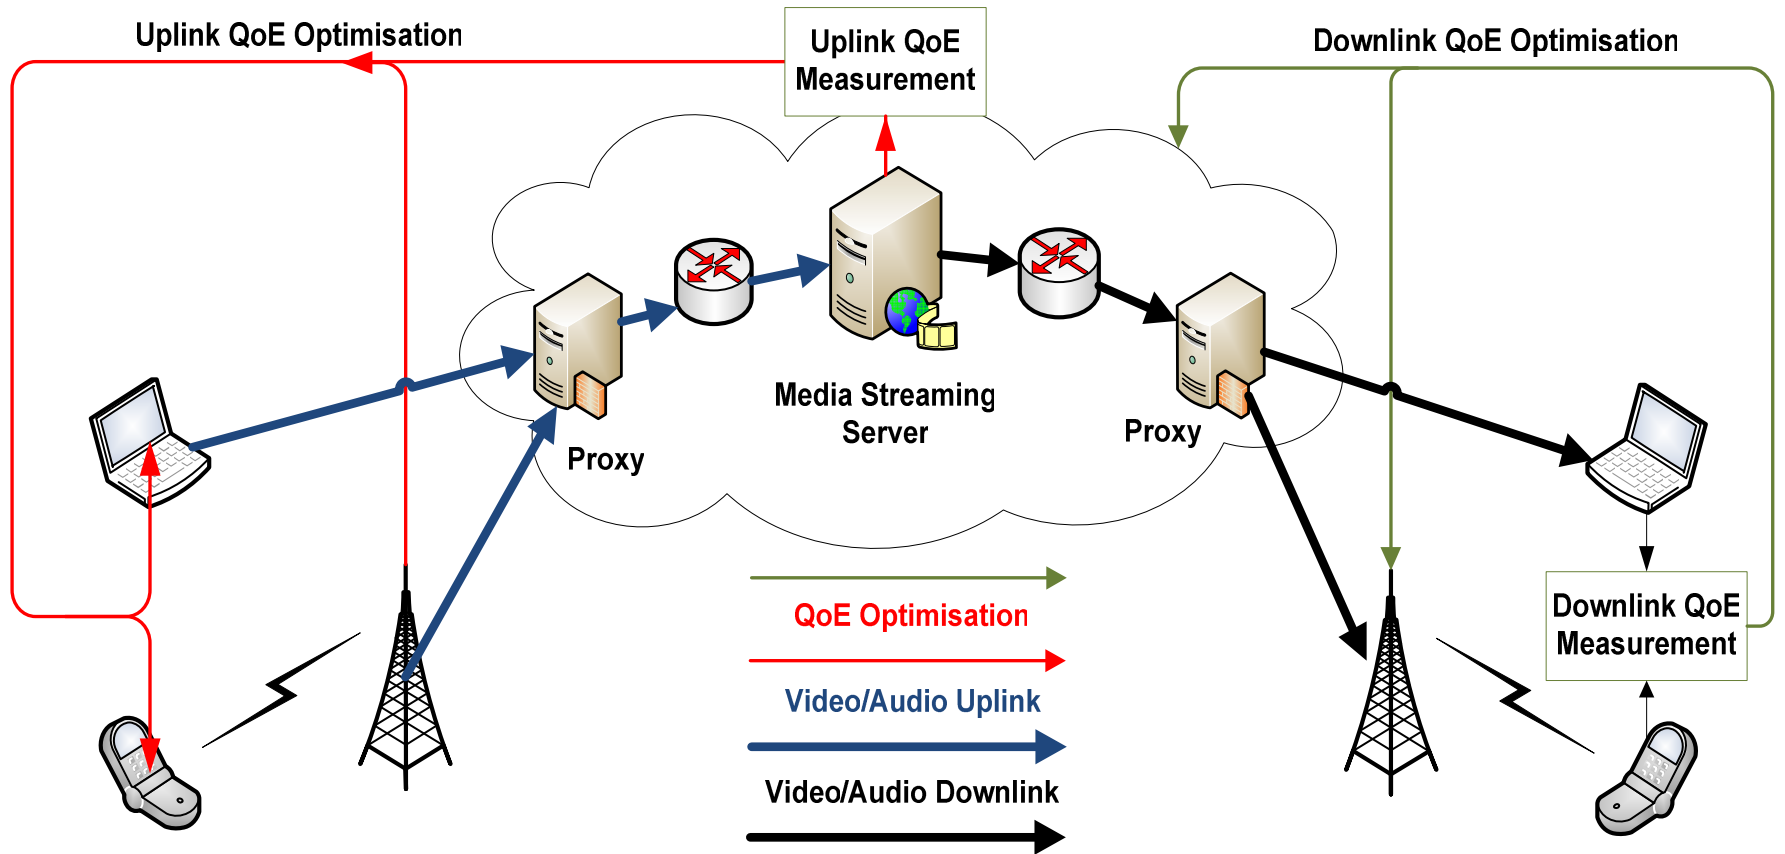 Uplink QoE Optimisation
Uplink QoE
Measurement
Downlink QoE Optimisation
Media Streaming
Server
Proxy
Proxy
Downlink QoE
Measurement
QoE Optimisation
Video/Audio Uplink
Video/Audio Downlink